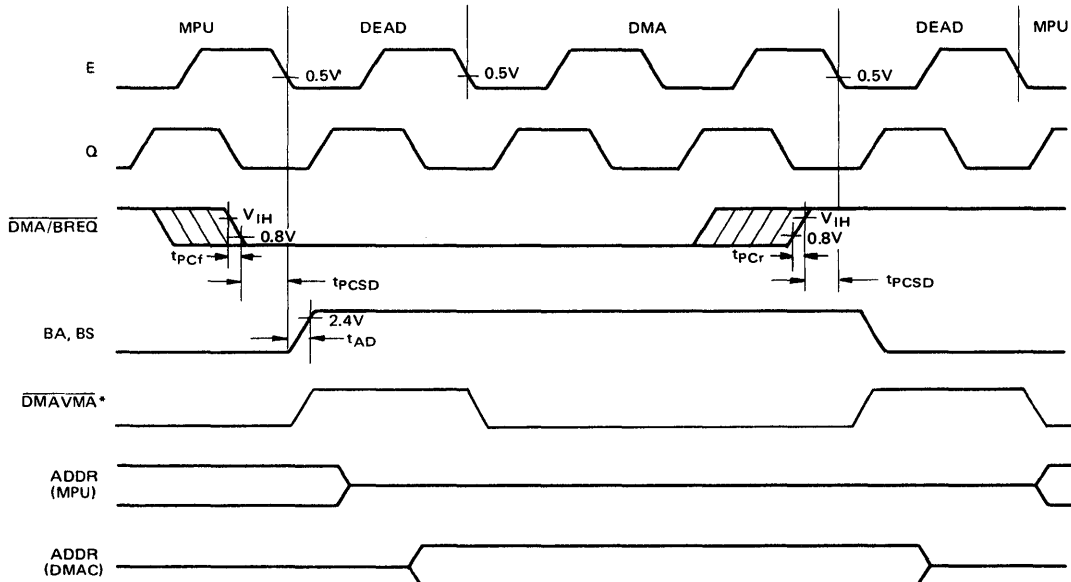 MPU DEAD DMA DEAD MPU
E 0.5V 0.5V 0.5V
Q
DMA/BREQ VIH VIH
0.8V 0.8V
tPCf tPCr
tPCSD tPCSD
BA, BS 2.4V
tAD
DMAVMA*
ADDR
(MPU)
ADDR
(DMAC)